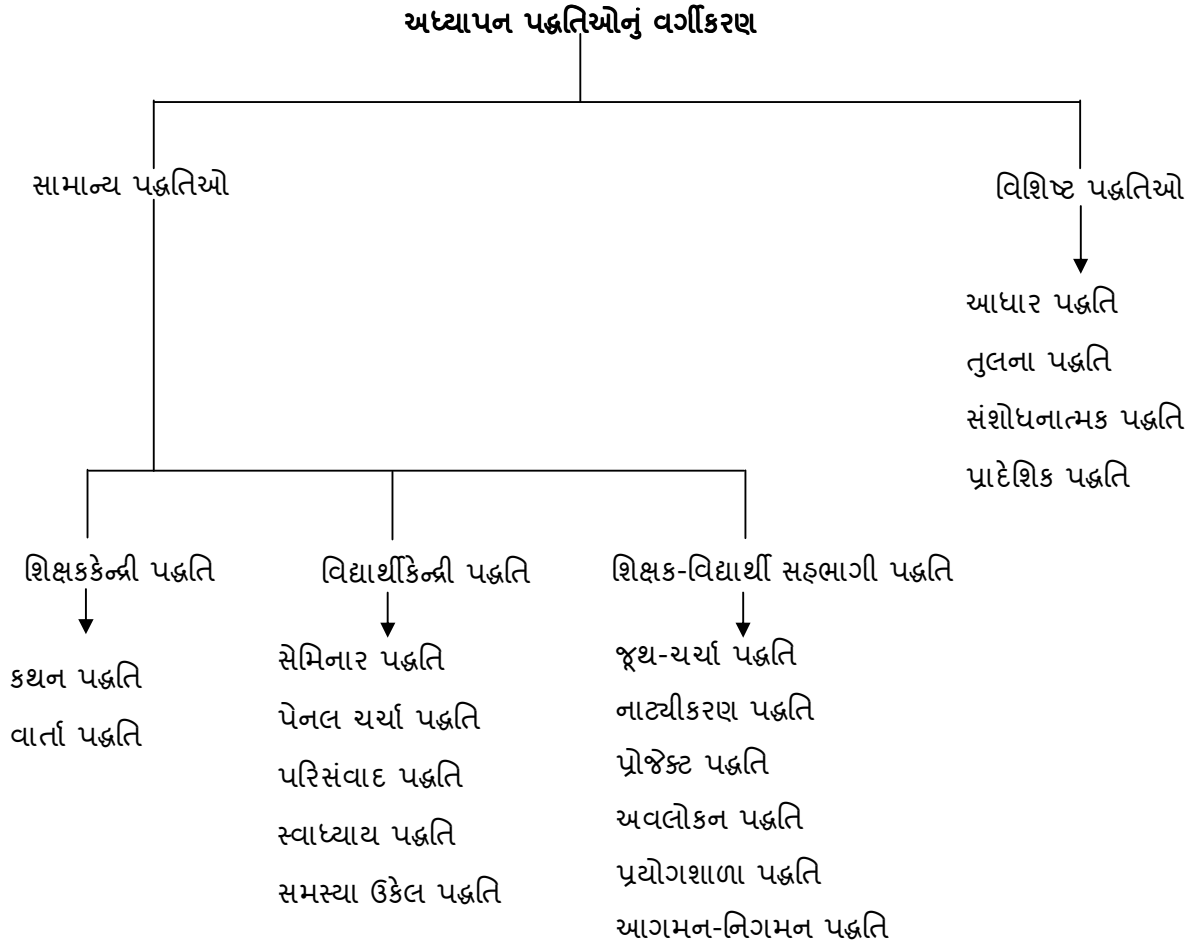 અધ્યાપન પદ્ધતિઓનું વર્ગીકરણ
સામાન્ય પદ્ધતિઓ
વિશિષ્ટ પદ્ધતિઓ
આધાર પદ્ધતિ
તુલના પદ્ધતિ
સંશોધનાત્મક પદ્ધતિ
પ્રાદેશિક પદ્ધતિ
શિક્ષકકેન્દ્રી પદ્ધતિ
કથન પદ્ધતિ
વાર્તા પદ્ધતિ
વિદ્યાર્થીકેન્દ્રી પદ્ધતિ
સેમિનાર પદ્ધતિ
પેનલ ચર્ચા પદ્ધતિ
પરિસંવાદ પદ્ધતિ
સ્વાધ્યાય પદ્ધતિ
સમસ્યા ઉકેલ પદ્ધતિ
શિક્ષક-વિદ્યાર્થી સહભાગી પદ્ધતિ
જૂથ-ચર્ચા પદ્ધતિ
નાટ્યીકરણ પદ્ધતિ
પ્રોજેક્ટ પદ્ધતિ
અવલોકન પદ્ધતિ
પ્રયોગશાળા પદ્ધતિ
આગમન-નિગમન પદ્ધતિ